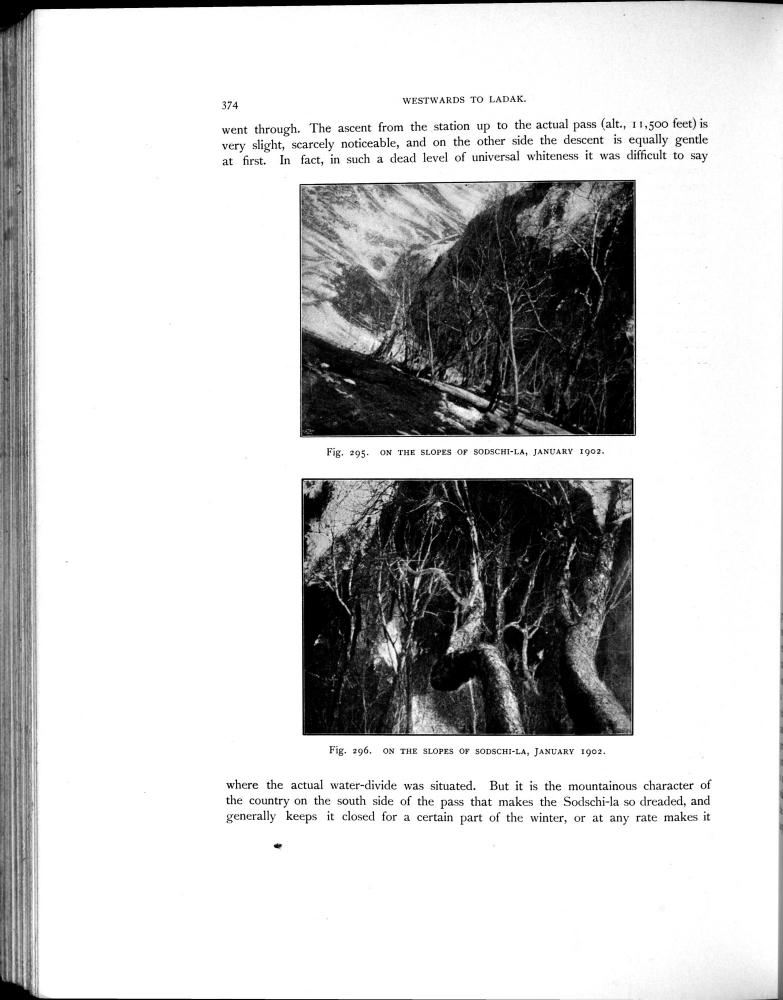 374
WESTWARDS TO LADAK.
went through. The ascent from the station up to the actual pass (alt., 11,500 feet) is
very slight, scarcely noticeable, and on the other side the descent is equally gentle
at first. In fact, in such a dead level of universal whiteness it was difficult to say
Fig. 295. ON THE SLOPES OF SODSCHI-LA, JANUARY 1902.
Fig. 296. ON THE SLOPES OF SODSCHI-LA, JANUARY 1902.
where the actual water-divide was situated. But it is the mountainous character of
the country on the south side of the pass that makes the Sodschi-la so dreaded, and
generally keeps it closed for a certain part of the winter, or at any rate makes it